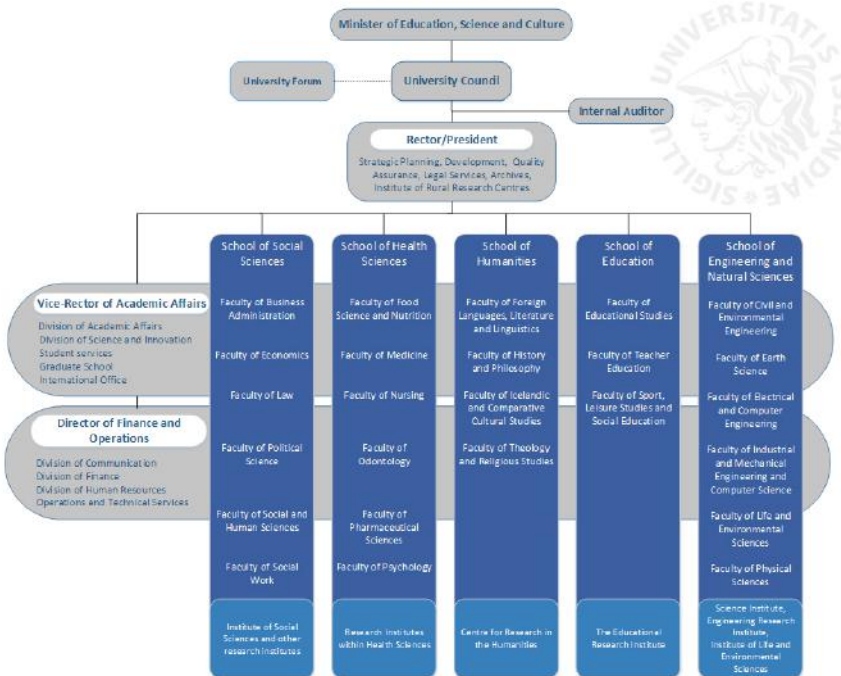 Minister of Education, Science and Culture
University Forum
University Council
Internal Auditor
Rector/President
Strategic Planning, Development, Quality
Assurance, Legal Services, Archives,
Institute of Rural Research Centres
Vice-Rector of Academic Affairs
Division of Academic Affairs
Division of Science and Innovation
Student services
Graduate School
International Office
Director of Finance and
Operations
Division of Communication
Division of Finance
Division of Human Resources
Operations and Technical Services
School of Social
Sciences
Faculty of Business
Administration
Faculty of Economics
Faculty of Law
Faculty of Political
Science
Faculty of Social and
Human Sciences
Faculty of Social
Work
Institute of Social
Sciences and other
research institutes
School of Health
Sciences
Faculty of Food
Science and Nutrition
Faculty of Medicine
Faculty of Nursing
Faculty of
Odontology
Faculty of
Pharmaceutical
Sciences
Faculty of Psychology
Research Institutes
within Health Sciences
School of
Humanities
Faculty of Foreign
Languages, Literature
and Linguistics
Faculty of History
and Philosophy
Faculty of Icelandic
and Comparative
Cultural Studies
Faculty of Theology
and Religious Studies
Centre for Research in
the Humanities
School of
Education
Faculty of
Educational Studies
Faculty of Teacher
Education
Faculty of Sport,
Leisure Studies and
Social Education
The Educational
Research Institute
School of
Engineering and
Natural Sciences
Faculty of Civil and
Environmental
Engineering
Faculty of Earth
Science
Faculty of Electrical
and Computer
Engineering
Faculty of Industrial
and Mechanical
Engineering and
Computer Science
Faculty of Life and
Environmental
Sciences
Faculty of Physical
Sciences
Science Institute,
Engineering Research
Institute,
Institute of Life and
Environmental
Sciences
SIGILLUM UNIVERSITATIS ISLANDIAE